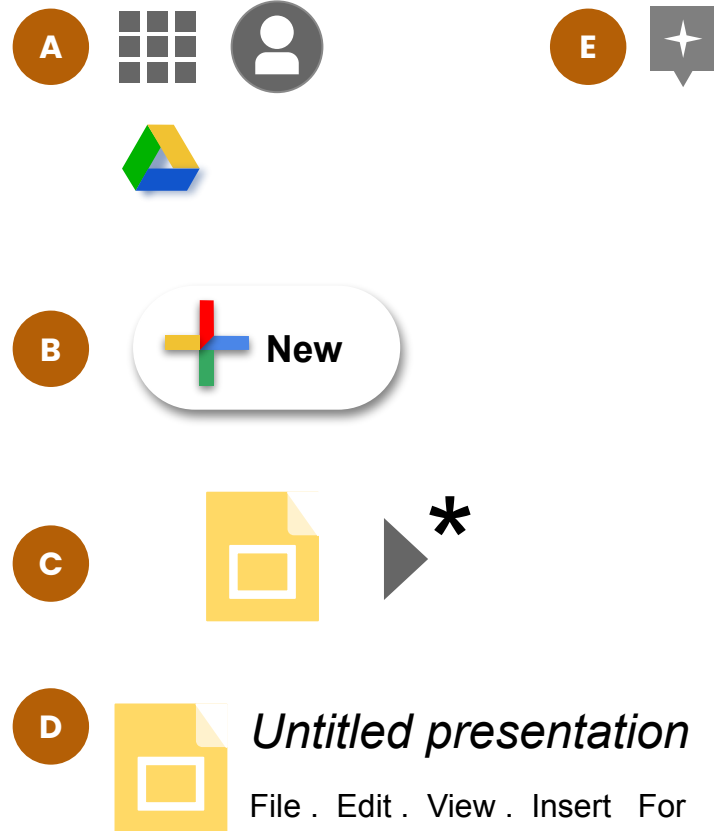 A
E
B
New
C
*
D
Untitled presentation
File . Edit . View . Insert For